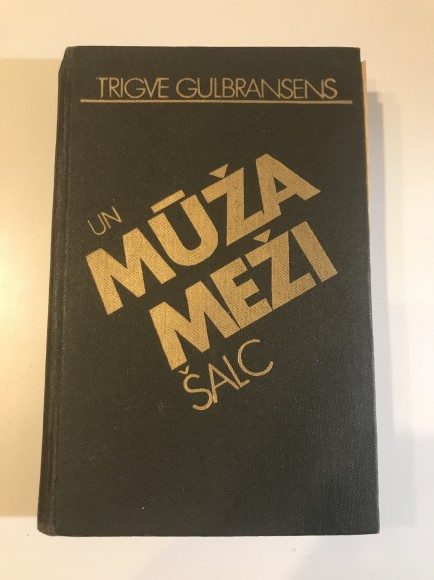 TRIGVE GULBRANSENS
UN
MŪŽA
MEŽI
ŠALC